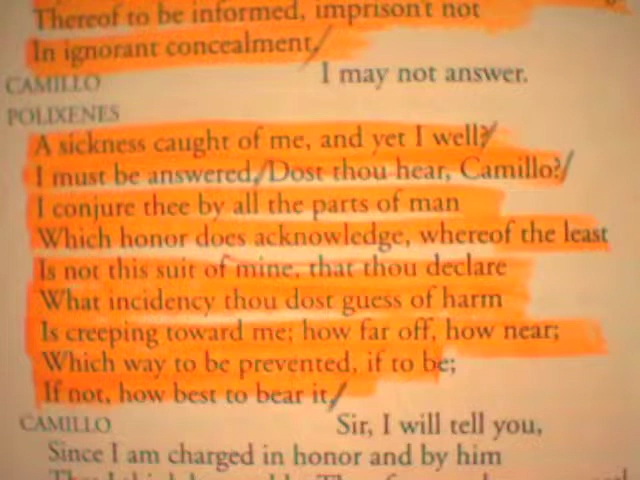 Thereof to be informed, imprison't not
In ignorant concealment.
CAMILLO I may not answer.
POLIXENES
A sickness caught of me, and yet I well?
I must be answered. Dost thou hear, Camillo?
I conjure thee by all the parts of man
Which honor does acknowledge, whereof the least
Is not this suit of mine, that thou declare
What incidency thou dost guess of harm
Is creeping toward me; how far off, how near;
Which way to be prevented, if to be;
If not, how best to bear it.
CAMILLO Sir, I will tell you,
Since I am charged in honor and by him